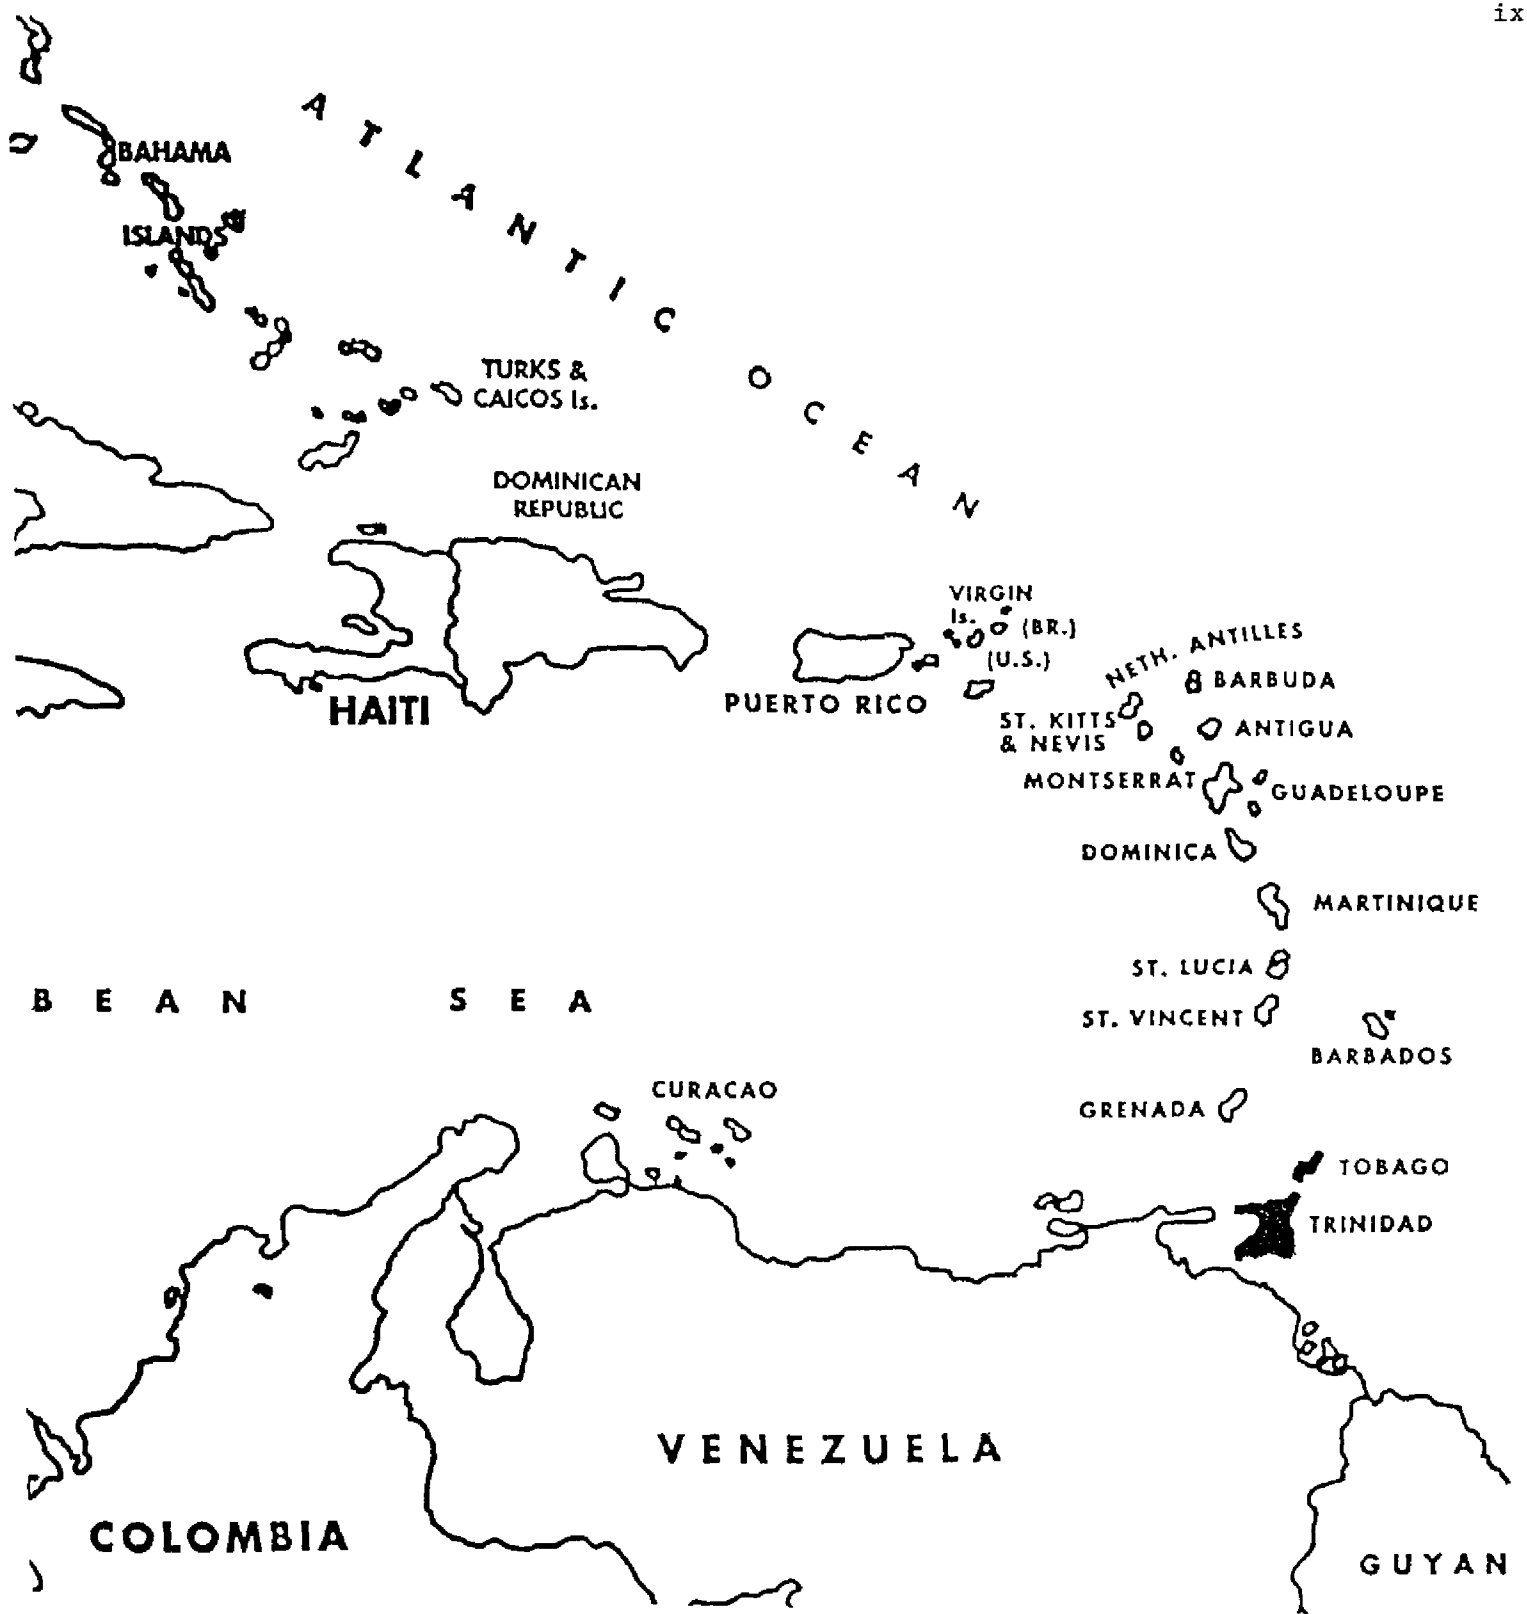 ix
ATLANTIC OCEAN
BAHAMA
ISLANDS
TURKS &
CAICOS Is.
DOMINICAN
REPUBLIC
HAITI
PUERTO RICO
VIRGIN
Is.
(BR.)
(U.S.)
NETH. ANTILLES
BARBUDA
ST. KITTS
& NEVIS
ANTIGUA
MONTSERRAT
GUADELOUPE
DOMINICA
MARTINIQUE
ST. LUCIA
BEAN SEA
ST. VINCENT
BARBADOS
CURACAO
GRENADA
TOBAGO
TRINIDAD
VENEZUELA
COLOMBIA
GUYAN